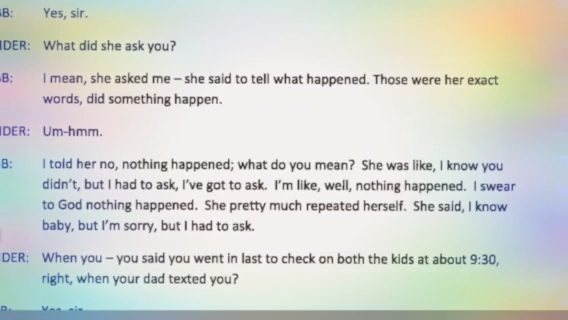 B: Yes, sir.
DER: What did she ask you?
B: I mean, she asked me – she said to tell what happened. Those were her exact
words, did something happen.
DER: Um-hmm.
B: I told her no, nothing happened; what do you mean? She was like, I know you
didn't, but I had to ask, I've got to ask. I'm like, well, nothing happened. I swear
to God nothing happened. She pretty much repeated herself. She said, I know
baby, but I'm sorry, but I had to ask.
DER: When you – you said you went in last to check on both the kids at about 9:30,
right, when your dad texted you?